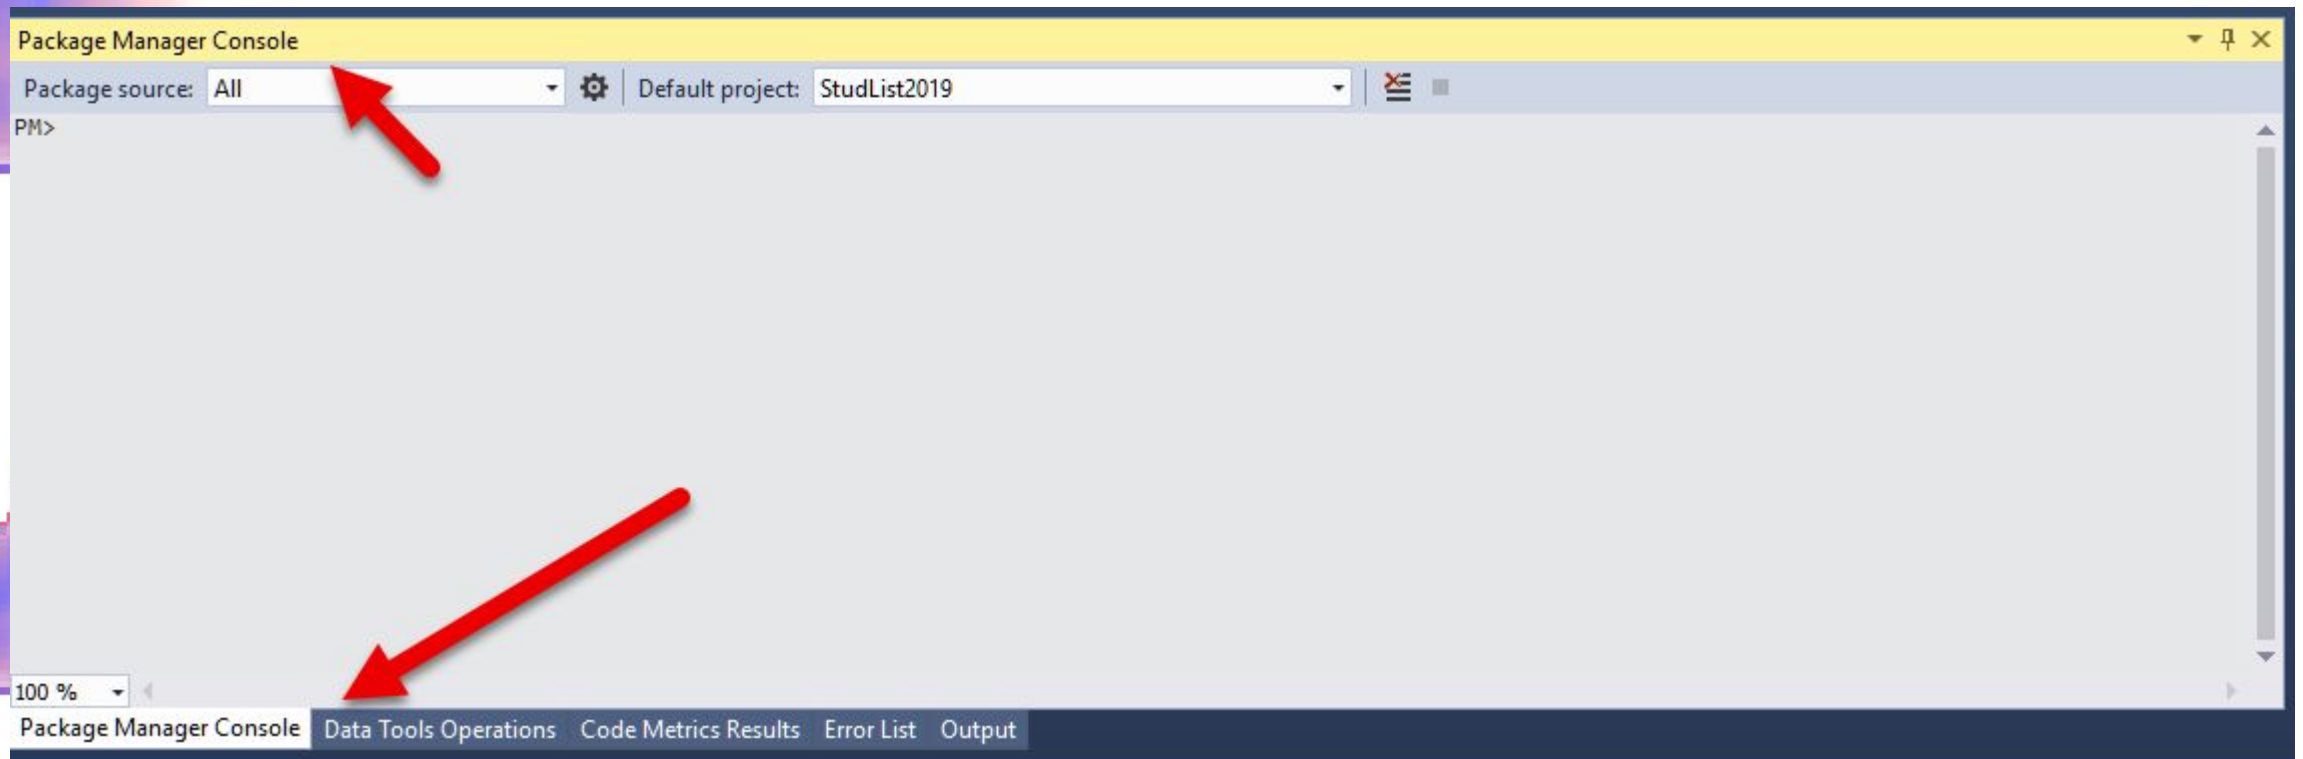 Package Manager Console
Package source: All Default project: StudList2019
PM>
100 %
Package Manager Console Data Tools Operations Code Metrics Results Error List Output